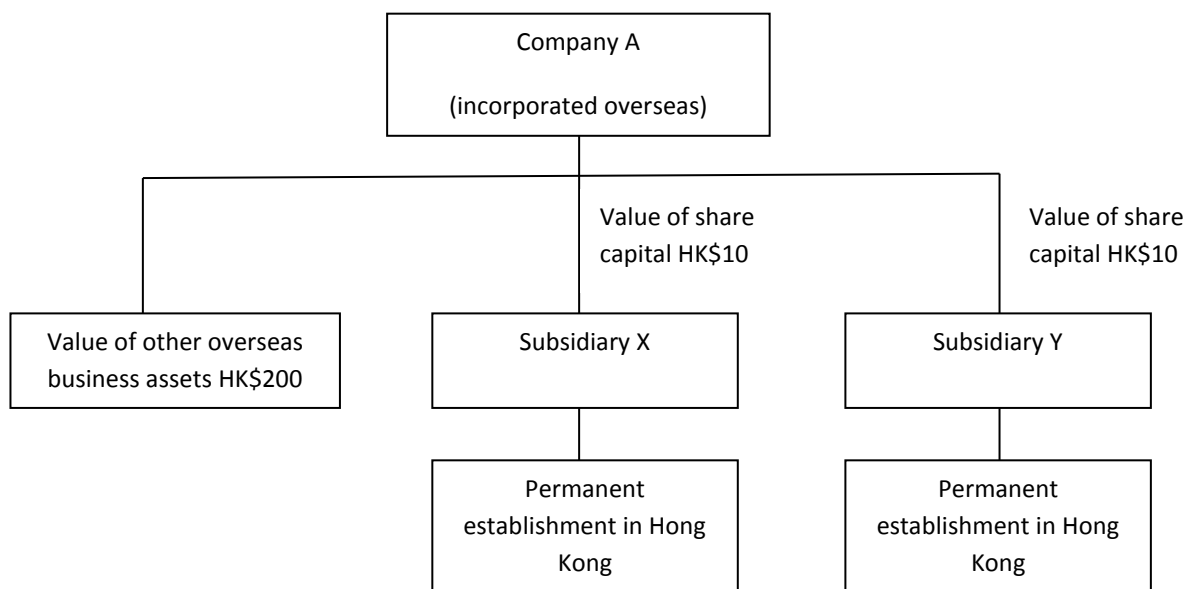 Company A
(incorporated overseas)
Value of share
capital HK$10
Value of share
capital HK$10
Value of other overseas
business assets HK$200
Subsidiary X
Subsidiary Y
Permanent
establishment in Hong
Kong
Permanent
establishment in Hong
Kong